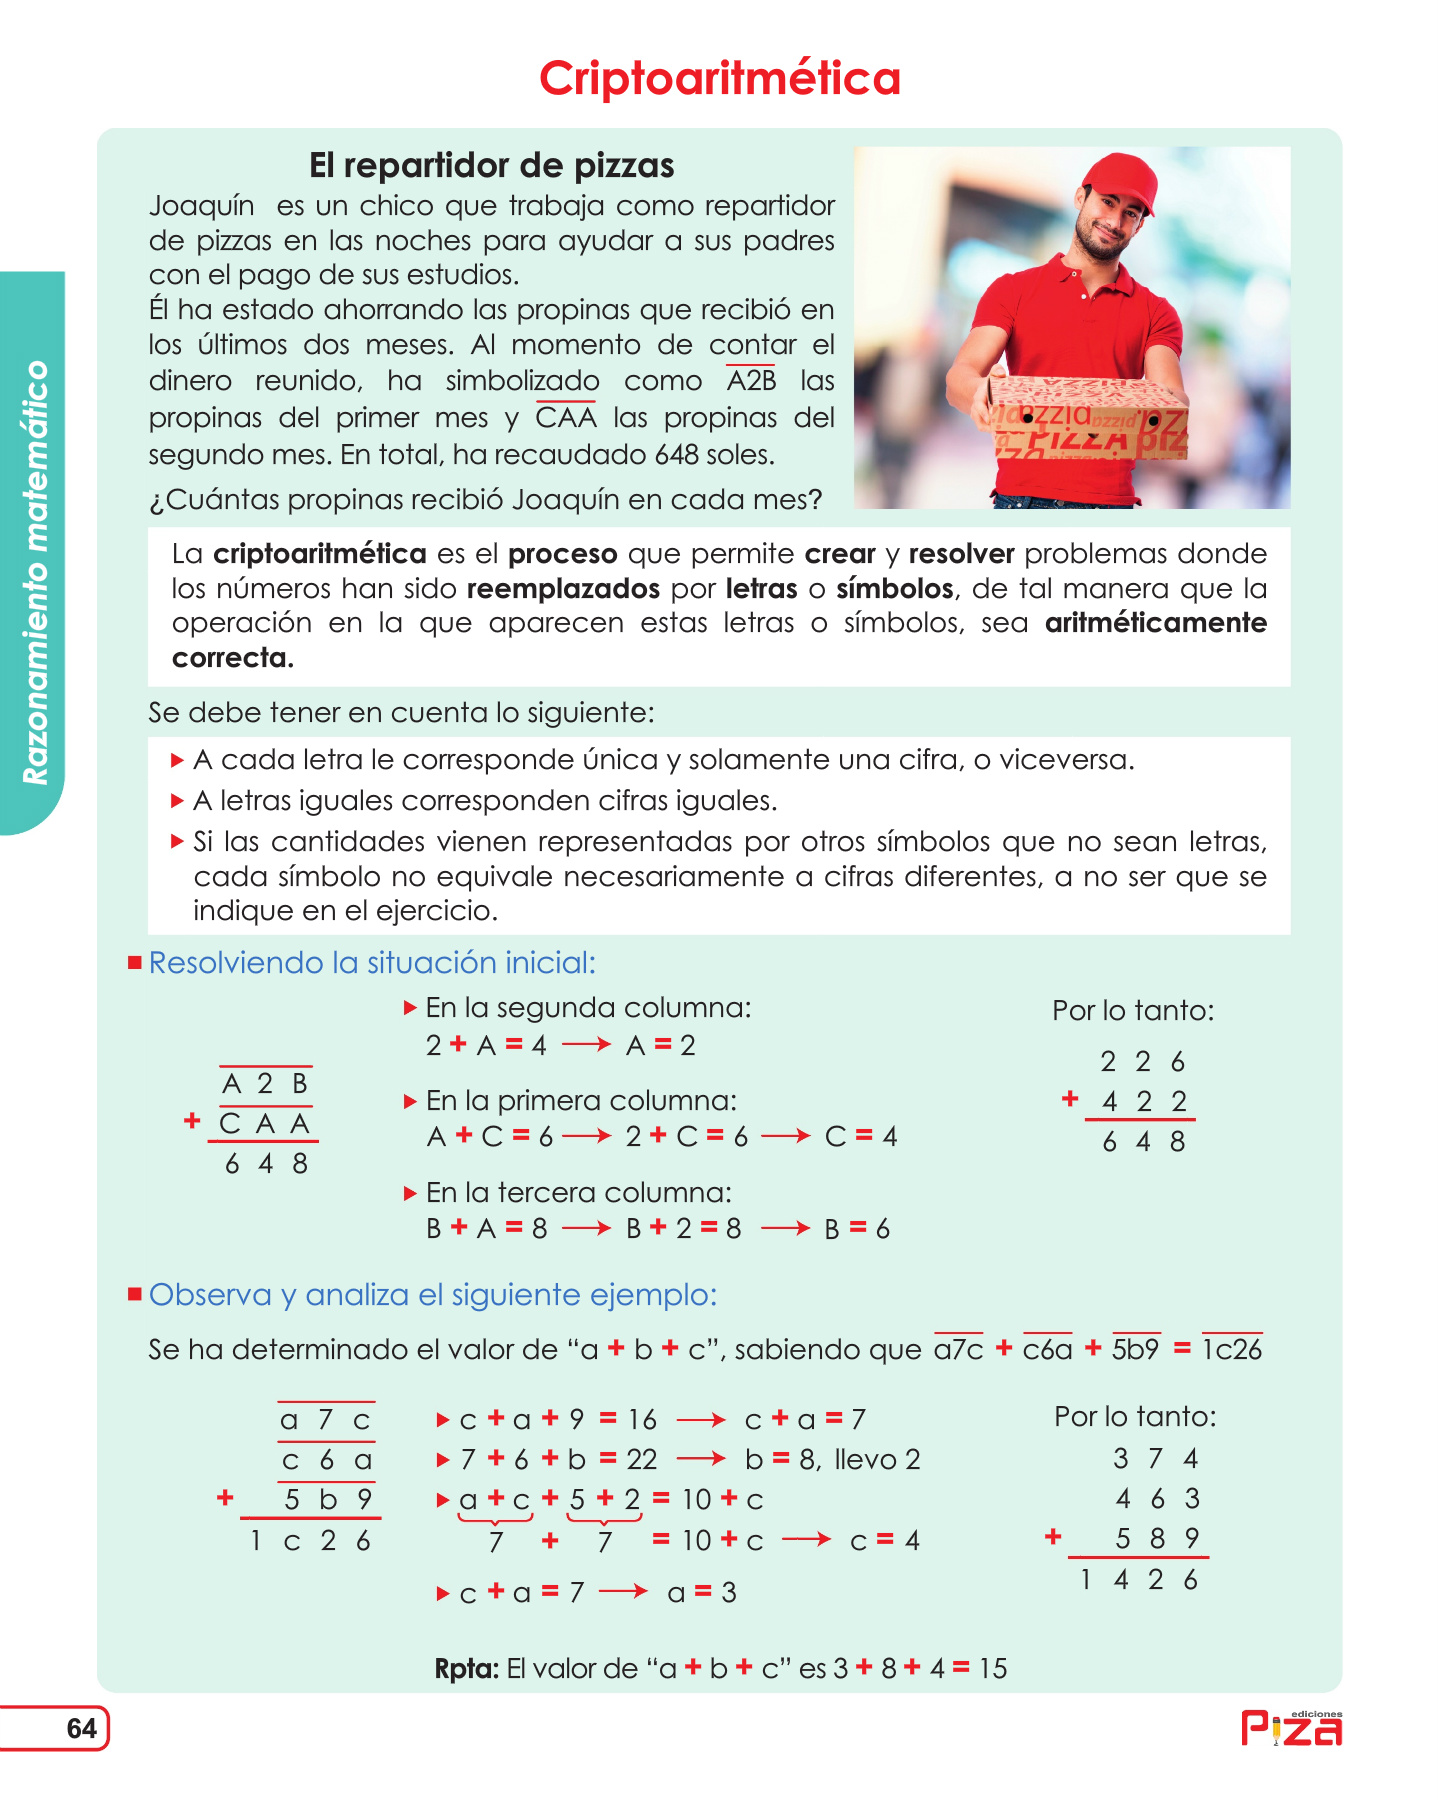 Criptoaritmética
El repartidor de pizzas
Joaquín es un chico que trabaja como repartidor
de pizzas en las noches para ayudar a sus padres
con el pago de sus estudios.
Él ha estado ahorrando las propinas que recibió en
los últimos dos meses. Al momento de contar el
dinero reunido, ha simbolizado como A2B las
propinas del primer mes y CAA las propinas del
segundo mes. En total, ha recaudado 648 soles.
¿Cuántas propinas recibió Joaquín en cada mes?
PIZZA
La criptoaritmética es el proceso que permite crear y resolver problemas donde
los números han sido reemplazados por letras o símbolos, de tal manera que la
operación en la que aparecen estas letras o símbolos, sea aritméticamente
correcta.
Se debe tener en cuenta lo siguiente:
A cada letra le corresponde única y solamente una cifra, o viceversa.
A letras iguales corresponden cifras iguales.
Si las cantidades vienen representadas por otros símbolos que no sean letras,
cada símbolo no equivale necesariamente a cifras diferentes, a no ser que se
indique en el ejercicio.
Resolviendo la situación inicial:
A 2 B
+ C A A
6 4 8
En la segunda columna:
2 + A = 4 → A = 2
En la primera columna:
A + C = 6 → 2 + C = 6 → C = 4
En la tercera columna:
B + A = 8 → B + 2 = 8 → B = 6
Por lo tanto:
2 2 6
+ 4 2 2
6 4 8
Observa y analiza el siguiente ejemplo:
Se ha determinado el valor de “a + b + c”, sabiendo que a7c + c6a + 5b9 = 1c26
a 7 c
c 6 a
+ 5 b 9
1 c 2 6
c + a + 9 = 16 → c + a = 7
7 + 6 + b = 22 → b = 8, llevo 2
a + c + 5 + 2 = 10 + c
7 + 7 = 10 + c → c = 4
c + a = 7 → a = 3
Por lo tanto:
3 7 4
4 6 3
+ 5 8 9
1 4 2 6
Rpta: El valor de “a + b + c” es 3 + 8 + 4 = 15
Razonamiento matemático
64
ediciones
Piza